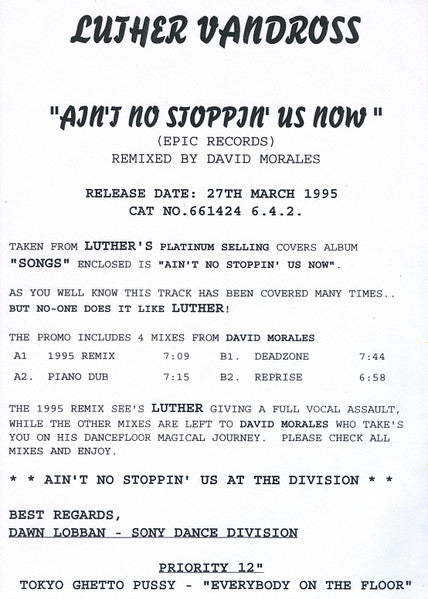 LUTHER VANDROSS
"AIN'T NO STOPPIN' US NOW"
(EPIC RECORDS)
REMIXED BY DAVID MORALES
RELEASE DATE: 27TH MARCH 1995
CAT NO.661424 6.4.2.
TAKEN FROM LUTHER'S PLATINUM SELLING COVERS ALBUM
"SONGS" ENCLOSED IS "AIN'T NO STOPPIN' US NOW".
AS YOU WELL KNOW THIS TRACK HAS BEEN COVERED MANY TIMES..
BUT NO-ONE DOES IT LIKE LUTHER!
THE PROMO INCLUDES 4 MIXES FROM DAVID MORALES
A1 1995 REMIX 7:09 B1. DEADZONE 7:44
A2. PIANO DUB 7:15 B2. REPRISE 6:58
THE 1995 REMIX SEE'S LUTHER GIVING A FULL VOCAL ASSAULT,
WHILE THE OTHER MIXES ARE LEFT TO DAVID MORALES WHO TAKE'S
YOU ON HIS DANCEFLOOR MAGICAL JOURNEY. PLEASE CHECK ALL
MIXES AND ENJOY.
* * AIN'T NO STOPPIN' US AT THE DIVISION * *
BEST REGARDS,
DAWN LOBBAN - SONY DANCE DIVISION
PRIORITY 12"
TOKYO GHETTO PUSSY - "EVERYBODY ON THE FLOOR"